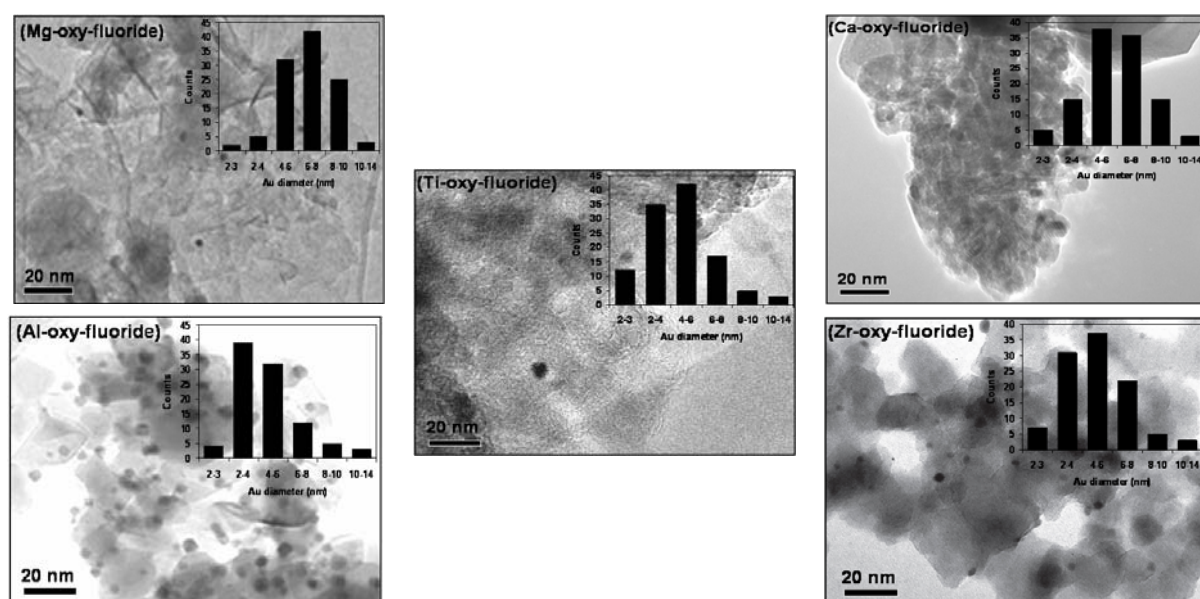 (Mg-oxy-fluoride)
45
40
35
30
25
20
15
10
5
0
Counts
2-3 2-4 4-6 6-8 8-10 10-14
Au diameter (nm)
20 nm
(Ca-oxy-fluoride)
40
35
30
25
20
15
10
5
0
Counts
2-3 2-4 4-6 6-8 8-10 10-14
Au diameter (nm)
20 nm
(Ti-oxy-fluoride)
45
40
35
30
25
20
15
10
5
0
Counts
2-3 2-4 4-6 6-8 8-10 10-14
Au diameter (nm)
20 nm
(Al-oxy-fluoride)
45
40
35
30
25
20
15
10
5
0
Counts
2-3 2-4 4-6 6-8 8-10 10-14
Au diameter (nm)
20 nm
(Zr-oxy-fluoride)
40
35
30
25
20
15
10
5
0
Counts
2-3 2-4 4-6 6-8 8-10 10-14
Au diameter (nm)
20 nm